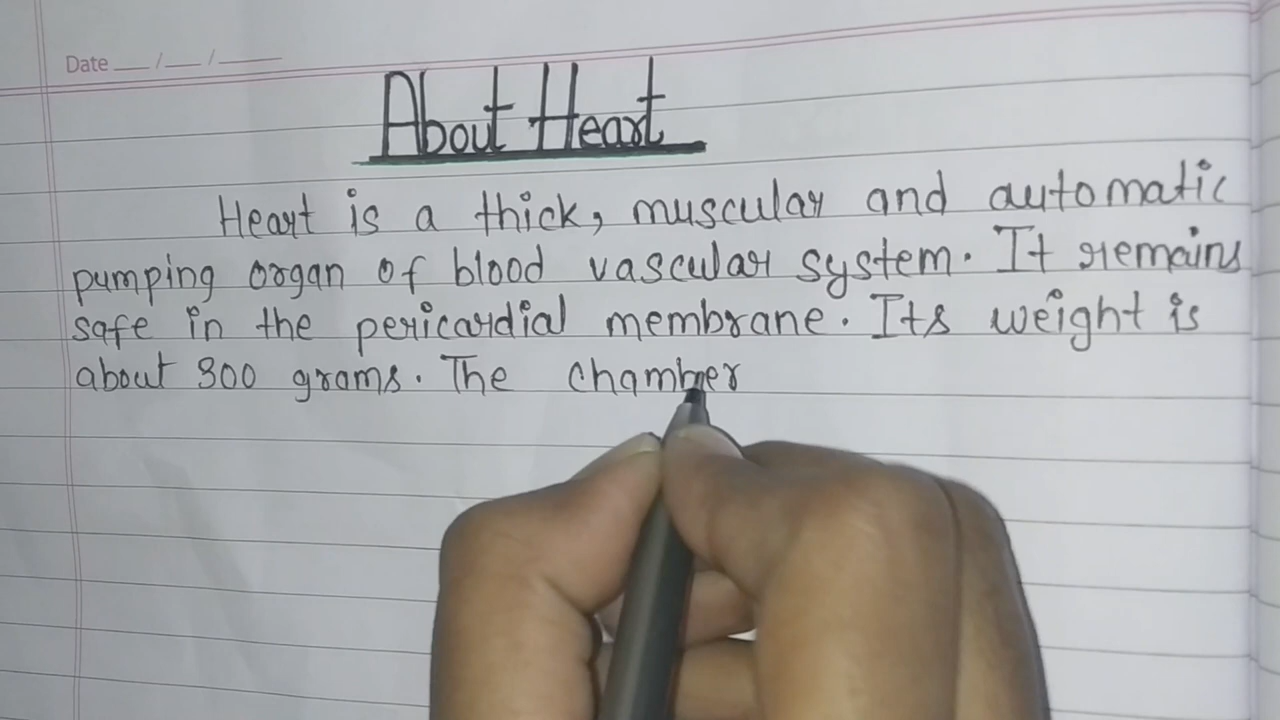 Date ___ /___ /_____
About Heart
Heart is a thick, muscular and automatic
pumping organ of blood vascular system. It remains
safe in the pericardial membrane. Its weight is
about 300 grams. The chamber